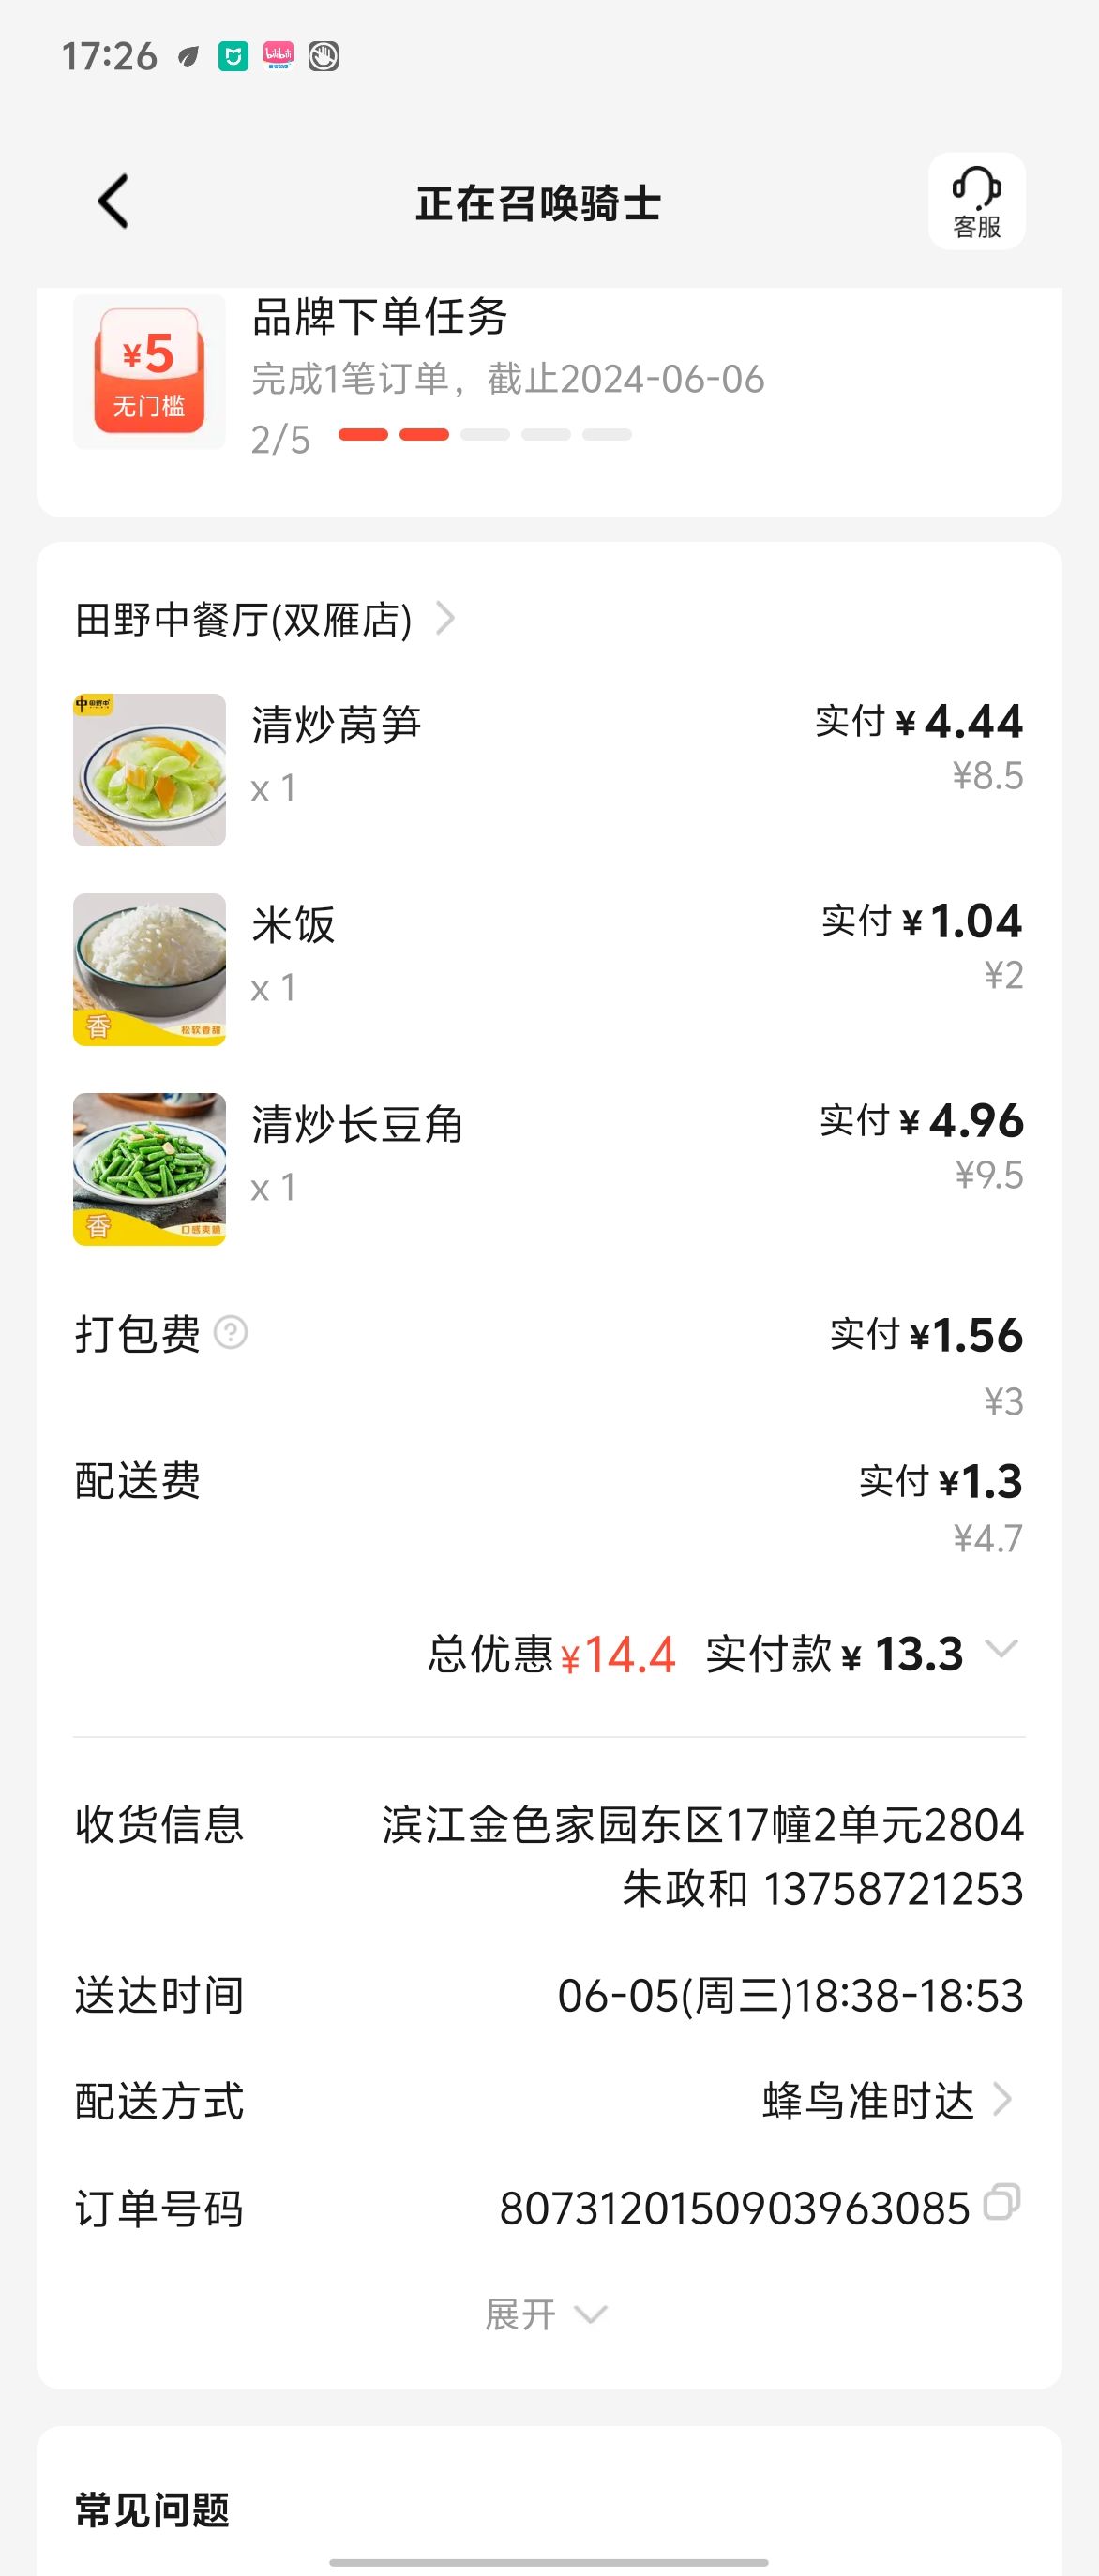 17:26
正在召唤骑士
客服
¥5
无门槛
品牌下单任务
完成1笔订单，截止2024-06-06
2/5
田野中餐厅(双雁店)
清炒莴笋
实付 ¥ 4.44
x 1
¥8.5
米饭
实付 ¥ 1.04
x 1
¥2
香
松软香甜
清炒长豆角
实付 ¥ 4.96
x 1
¥9.5
香
打包费
实付 ¥1.56
¥3
配送费
实付 ¥1.3
¥4.7
总优惠 ¥14.4 实付款 ¥ 13.3
收货信息
滨江金色家园东区17幢2单元2804
朱政和 13758721253
送达时间
06-05(周三)18:38-18:53
配送方式
蜂鸟准时达
订单号码
8073120150903963085
展开
常见问题